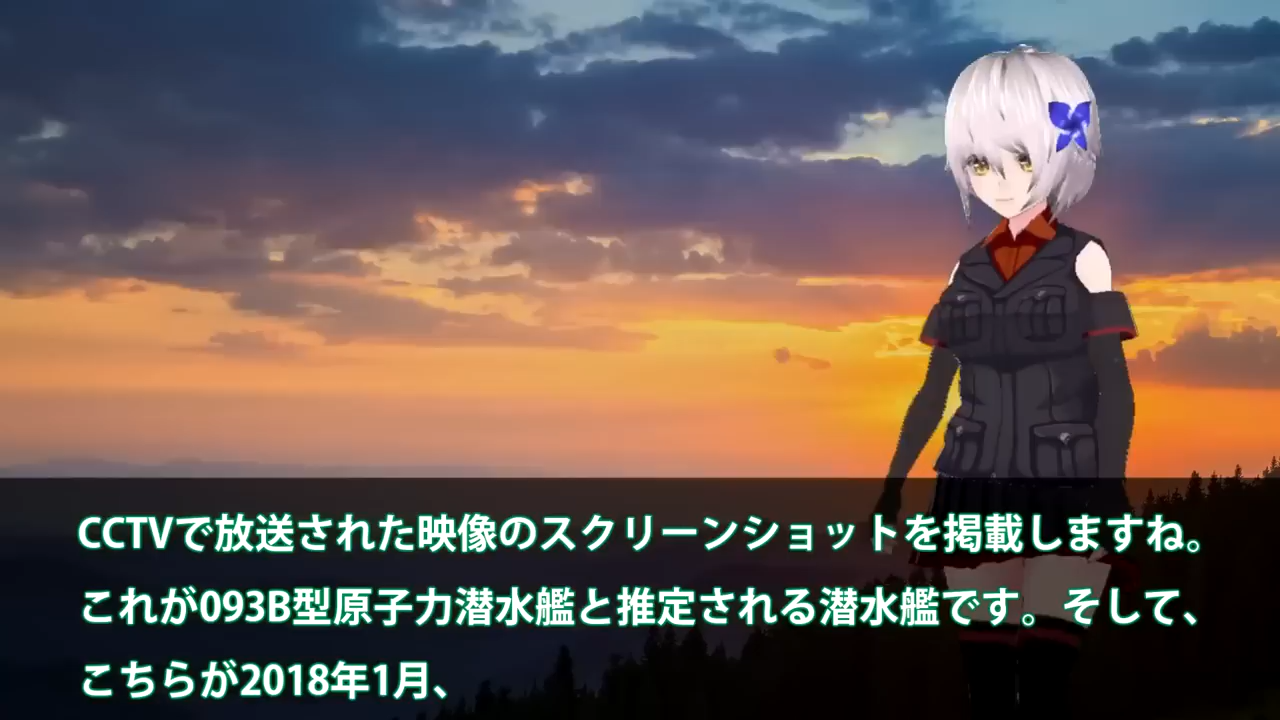 CCTVで放送された映像のスクリーンショットを掲載しますね。
これが093B型原子力潜水艦と推定される潜水艦です。そして、
こちらが2018年1月、